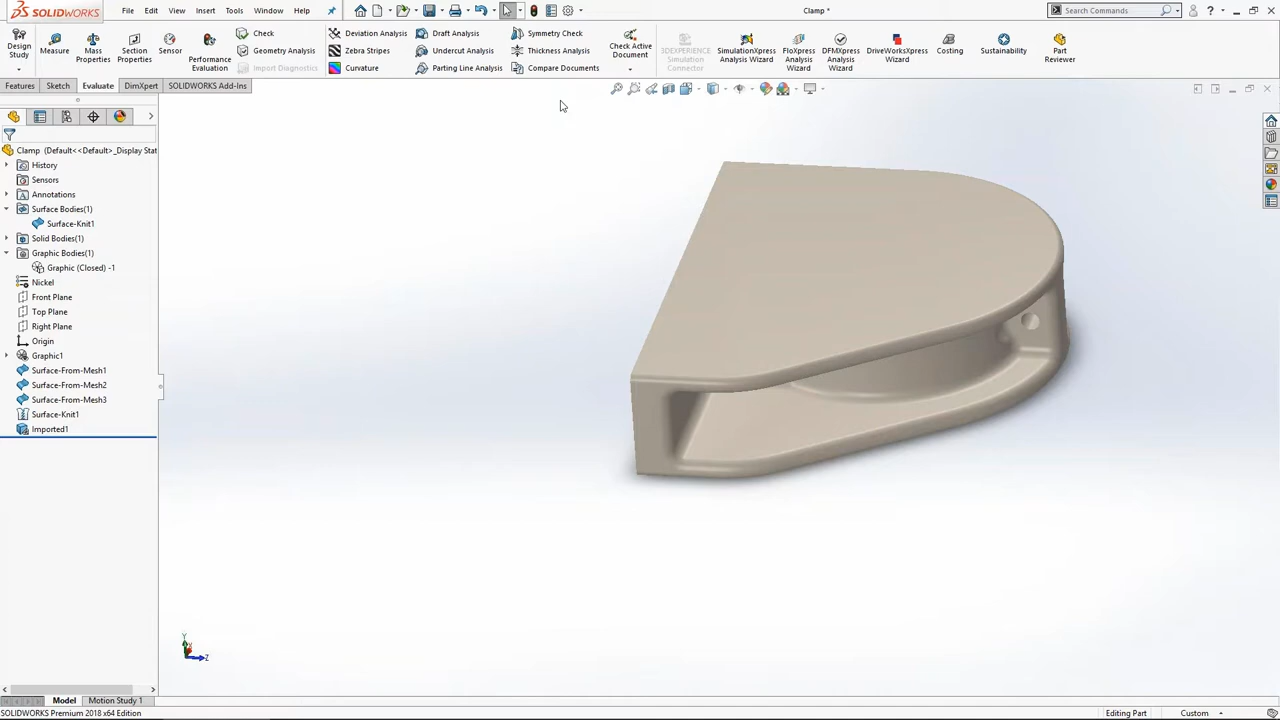 SOLIDWORKS
File
Edit
View
Insert
Tools
Window
Help
Clamp *
Search Commands
Design
Study
Measure
Mass
Properties
Section
Properties
Sensor
Performance
Evaluation
Check
Geometry Analysis
Import Diagnostics
Deviation Analysis
Zebra Stripes
Curvature
Draft Analysis
Undercut Analysis
Parting Line Analysis
Symmetry Check
Thickness Analysis
Compare Documents
Check Active
Document
3DEXPERIENCE
Simulation
Connector
SimulationXpress
Analysis Wizard
FloXpress
Analysis
Wizard
DFMXpress
Analysis
Wizard
DriveWorksXpress
Wizard
Costing
Sustainability
Part
Reviewer
Features
Sketch
Evaluate
DimXpert
SOLIDWORKS Add-Ins
Clamp (Default<<Default>_Display Stat
History
Sensors
Annotations
Surface Bodies(1)
Surface-Knit1
Solid Bodies(1)
Graphic Bodies(1)
Graphic (Closed) -1
Nickel
Front Plane
Top Plane
Right Plane
Origin
Graphic1
Surface-From-Mesh1
Surface-From-Mesh2
Surface-From-Mesh3
Surface-Knit1
Imported1
Y
Z
Model
Motion Study 1
SOLIDWORKS Premium 2018 x64 Edition
Editing Part
Custom